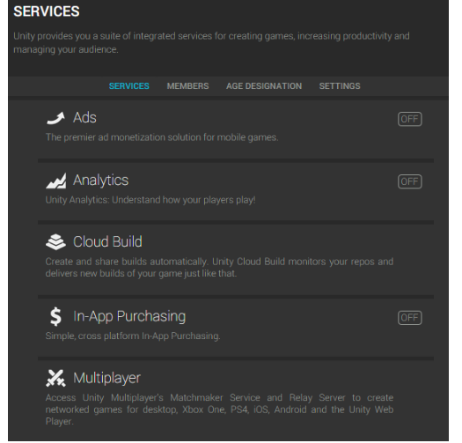 SERVICES
Unity provides you a suite of integrated services for creating games, increasing productivity and
managing your audience.
SERVICES MEMBERS AGE DESIGNATION SETTINGS
Ads OFF
The premier ad monetization solution for mobile games.
Analytics OFF
Unity Analytics: Understand how your players play!
Cloud Build
Create and share builds automatically. Unity Cloud Build monitors your repos and
delivers new builds of your game just like that.
In-App Purchasing OFF
Simple, cross platform In-App Purchasing.
Multiplayer
Access Unity Multiplayer's Matchmaker Service and Relay Server to create
networked games for desktop, Xbox One, PS4, iOS, Android and the Unity Web
Player.